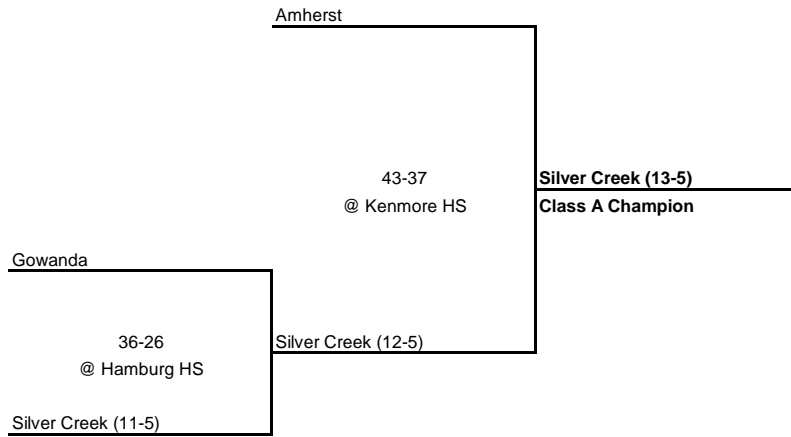 Amherst
43-37
@ Kenmore HS
Silver Creek (13-5)
Class A Champion
Gowanda
36-26
@ Hamburg HS
Silver Creek (12-5)
Silver Creek (11-5)